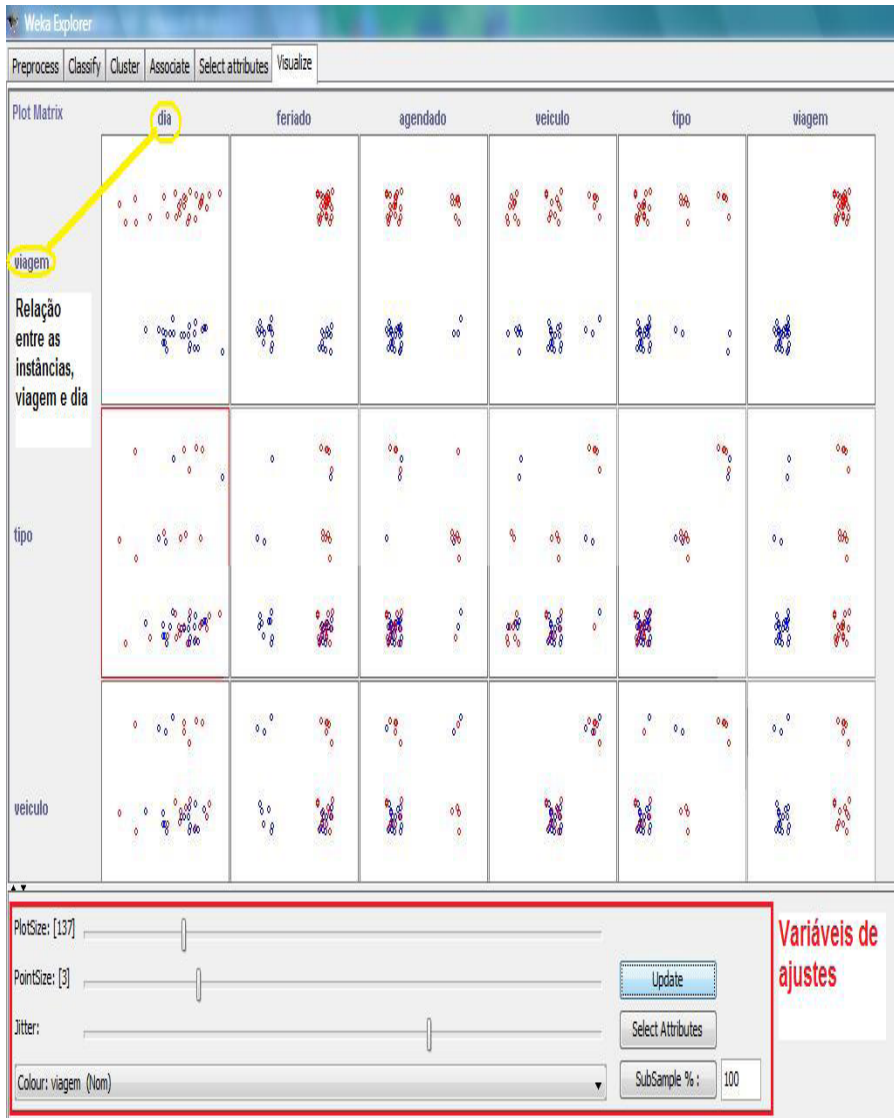 Weka Explorer
Preprocess Classify Cluster Associate Select attributes Visualize
Plot Matrix dia feriado agendado veiculo tipo viagem
viagem
Relação
entre as
instâncias,
viagem e dia
tipo
veiculo
PlotSize: [137]
PointSize: [3]
Jitter:
Colour: viagem (Nom)
Update
Select Attributes
SubSample % : 100
Variáveis de
ajustes